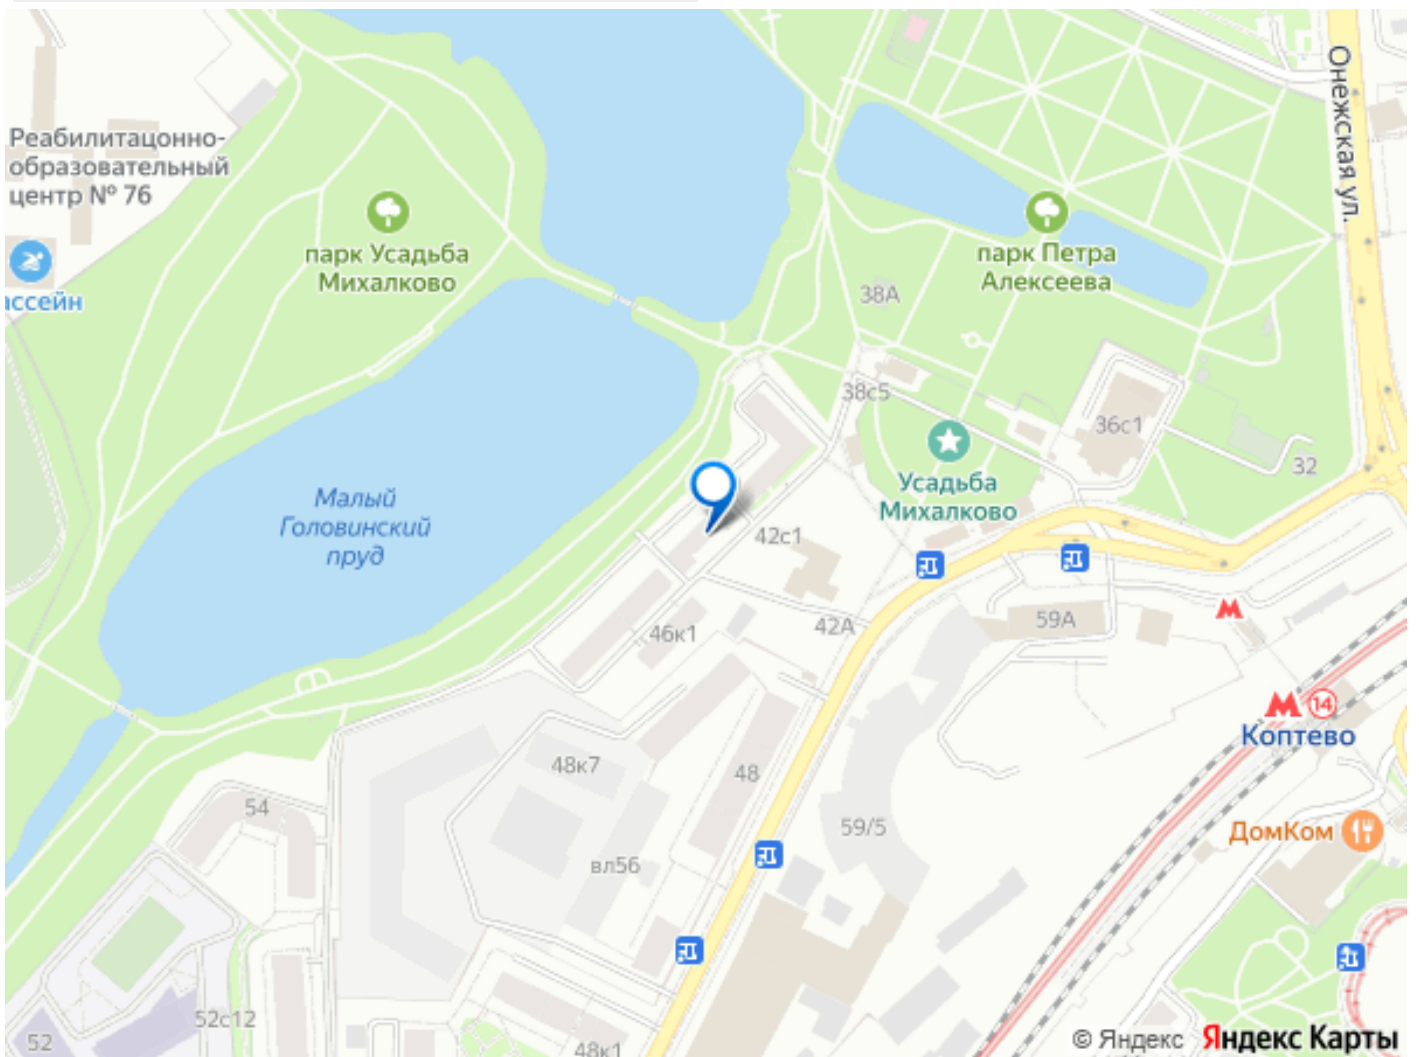 Онежская ул.
Реабилитацонно-
образовательный
центр № 76
парк Усадьба
Михалково
парк Петра
Алексеева
ассейн
38А
38с5
36с1
32
Усадьба
Михалково
Малый
Головинский
пруд
42с1
46к1
42А
59А
14
Коптево
48к7
48
54
59/5
ДомКом
вл56
52с12
52
48к1
© Яндекс Яндекс Карты